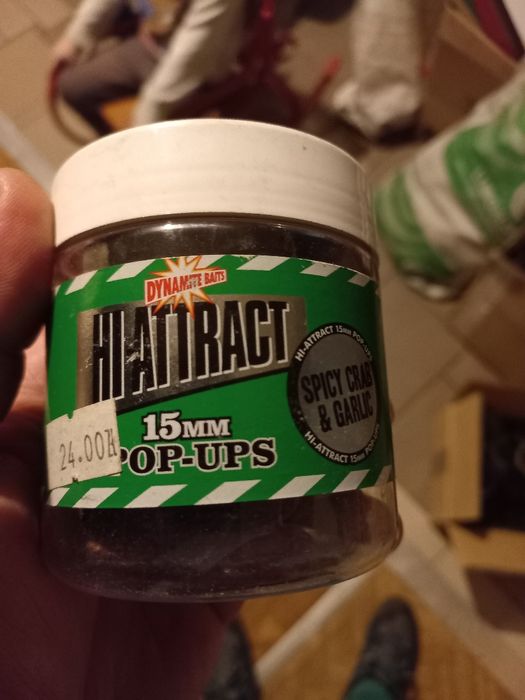 DYNAMITE BAITS
HI ATTRACT
15MM
POP-UPS
24.00zł
HI-ATTRACT 15MM POP-UPS
SPICY CRAB
& GARLIC
HI-ATTRACT 15MM POP-UPS